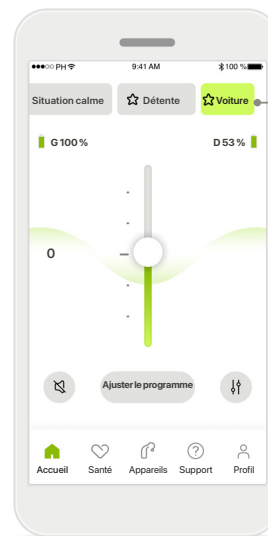 PH 9:41 AM 100 %
Situation calme Détente Voiture
G 100 % D 53 %
0
Ajuster le programme
Accueil Santé Appareils Support Profil